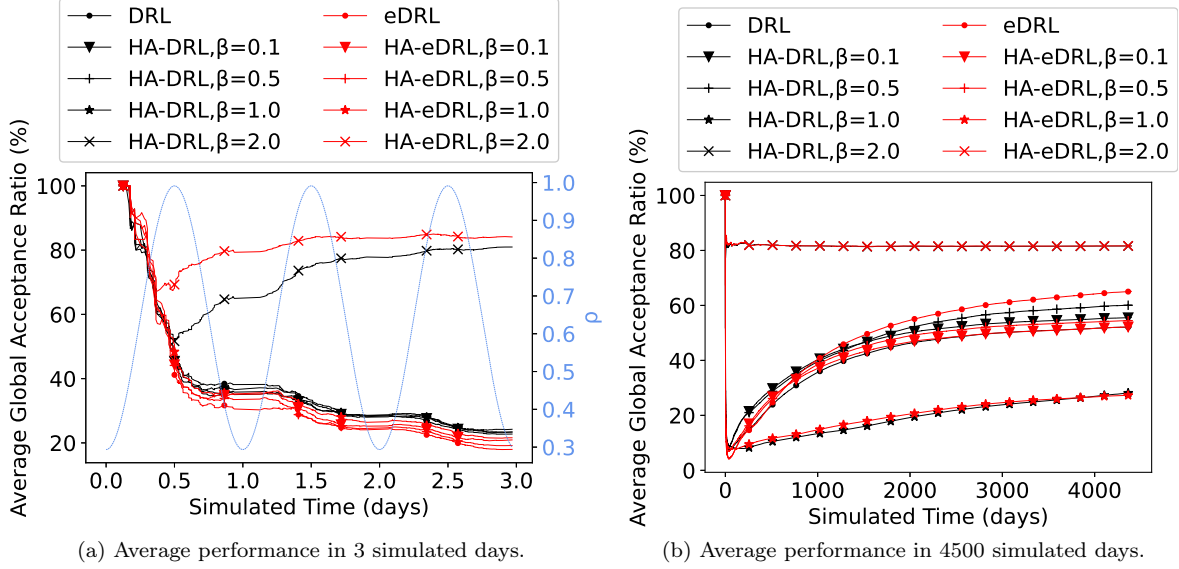 DRL
eDRL
HA-DRL,β=0.1
HA-eDRL,β=0.1
HA-DRL,β=0.5
HA-eDRL,β=0.5
HA-DRL,β=1.0
HA-eDRL,β=1.0
HA-DRL,β=2.0
HA-eDRL,β=2.0
Average Global Acceptance Ratio (%)
100
80
60
40
20
1.0
0.9
0.8
0.7
0.6
0.5
0.4
0.3
ρ
0.0 0.5 1.0 1.5 2.0 2.5 3.0
Simulated Time (days)
(a) Average performance in 3 simulated days.
DRL
eDRL
HA-DRL,β=0.1
HA-eDRL,β=0.1
HA-DRL,β=0.5
HA-eDRL,β=0.5
HA-DRL,β=1.0
HA-eDRL,β=1.0
HA-DRL,β=2.0
HA-eDRL,β=2.0
Average Global Acceptance Ratio (%)
100
80
60
40
20
0
0 1000 2000 3000 4000
Simulated Time (days)
(b) Average performance in 4500 simulated days.